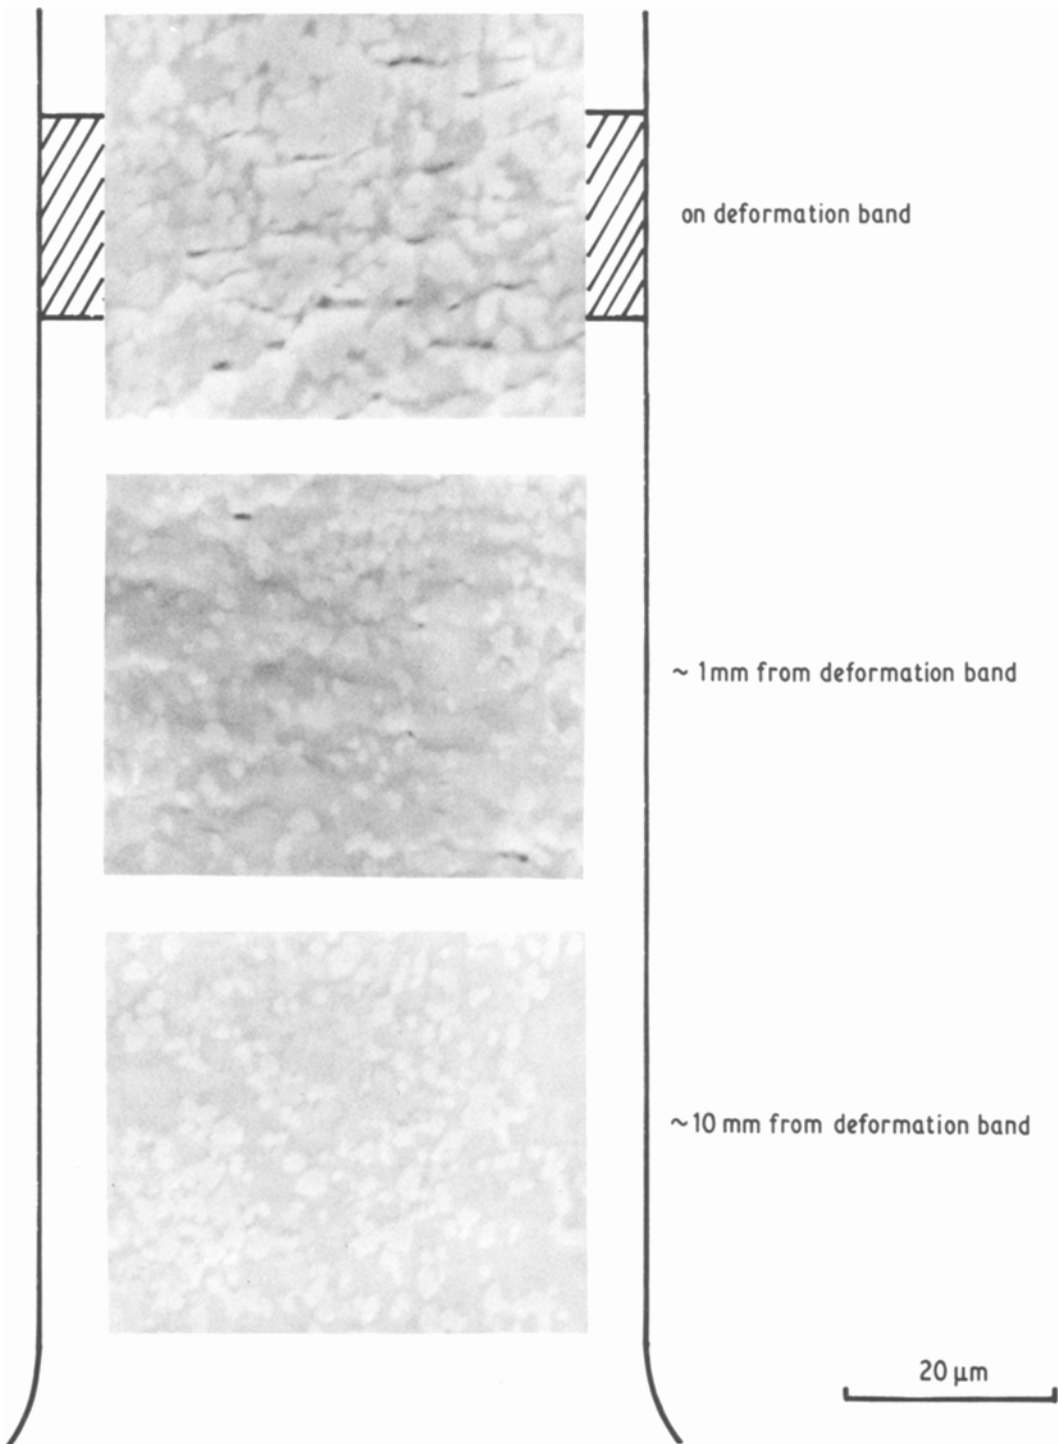 on deformation band
~ 1mm from deformation band
~10 mm from deformation band
20 μm